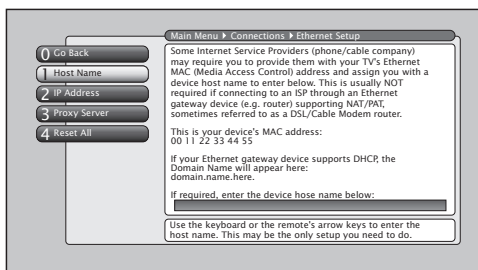 Main Menu ▶ Connections ▶ Ethernet Setup
0 Go Back
1 Host Name
2 IP Address
3 Proxy Server
4 Reset All
Some Internet Service Providers (phone/cable company)
may require you to provide them with your TV's Ethernet
MAC (Media Access Control) address and assign you with a
device host name to enter below. This is usually NOT
required if connecting to an ISP through an Ethernet
gateway device (e.g. router) supporting NAT/PAT,
sometimes referred to as a DSL/Cable Modem router.
This is your device's MAC address:
00 11 22 33 44 55
If your Ethernet gateway device supports DHCP, the
Domain Name will appear here:
domain.name.here.
If required, enter the device hose name below:
Use the keyboard or the remote's arrow keys to enter the
host name. This may be the only setup you need to do.